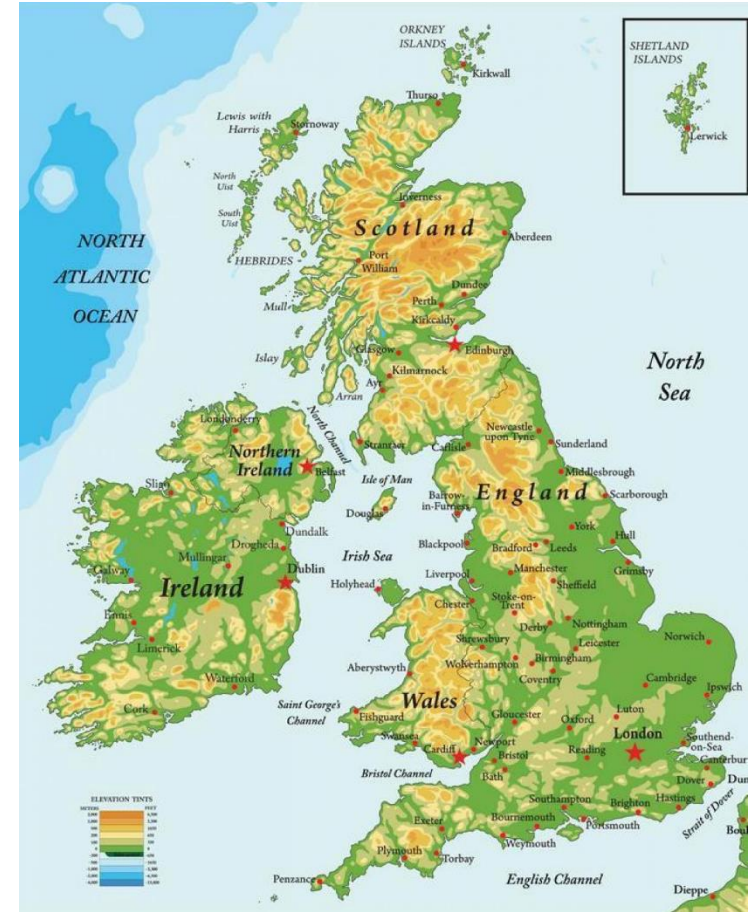 ORKNEY
ISLANDS
Kirkwall
SHETLAND
ISLANDS
Lerwick
Thurso
Lewis with
Harris
Stornoway
North
Uist
South
Uist
HEBRIDES
Inverness
Scotland
Aberdeen
Port
William
NORTH
ATLANTIC
OCEAN
Mull
Dundee
Perth
Kirkcaldy
Edinburgh
Glasgow
Islay
Kilmarnock
Ayr
Arran
North
Sea
North Channel
Londonderry
Northern
Ireland
Belfast
Stranraer
Carlisle
Newcastle
upon Tyne
Sunderland
Isle of Man
Middlesbrough
Sligo
England
Scarborough
Barrow-
in-Furness
Douglas
Dundalk
York
Hull
Drogheda
Irish Sea
Blackpool
Bradford
Leeds
Mullingar
Galway
Dublin
Ireland
Holyhead
Liverpool
Manchester
Sheffield
Grimsby
Chester
Stoke-on-
Trent
Ennis
Derby
Nottingham
Limerick
Shrewsbury
Leicester
Norwich
Wolverhampton
Birmingham
Aberystwyth
Coventry
Waterford
Cambridge
Ipswich
Wales
Saint George's
Channel
Cork
Fishguard
Gloucester
Luton
Oxford
London
Swansea
Cardiff
Newport
Bristol
Reading
Southend-
on-Sea
Canterbur
Bristol Channel
Bath
Dover
Dun
Southampton
Brighton
Hastings
Strait of Dover
Exeter
Bournemouth
Portsmouth
Weymouth
Boul
Plymouth
Torbay
Penzance
English Channel
Dieppe
ELEVATION TINTS
METERS FEET